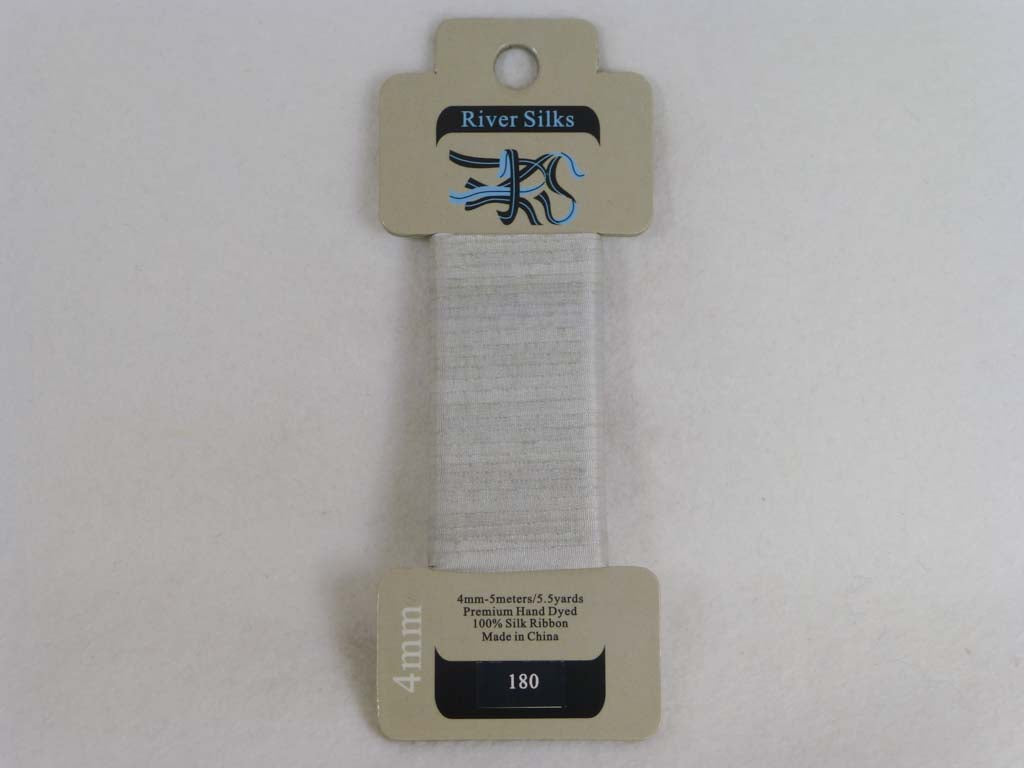 River Silks
4mm-5meters/5.5yards
Premium Hand Dyed
100% Silk Ribbon
Made in China
4mm
180